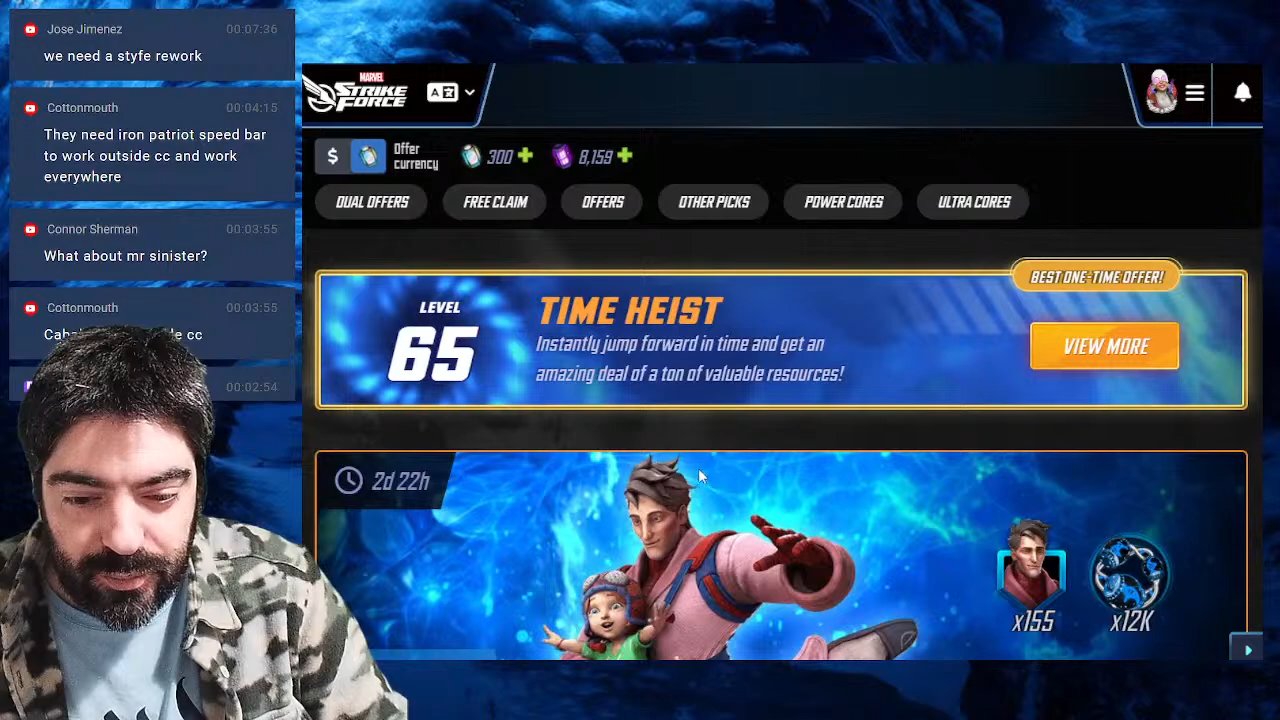 Jose Jimenez 00:07:36
we need a styfe rework
Cottonmouth 00:04:15
They need iron patriot speed bar
to work outside cc and work
everywhere
Connor Sherman 00:03:55
What about mr sinister?
Cottonmouth 00:03:55
cc
00:02:54
MARVEL
STRIKE
FORCE
$
Offer
currency
300
8,159
DUAL OFFERS
FREE CLAIM
OFFERS
OTHER PICKS
POWER CORES
ULTRA CORES
BEST ONE-TIME OFFER!
LEVEL
65
TIME HEIST
Instantly jump forward in time and get an
amazing deal of a ton of valuable resources!
VIEW MORE
2d 22h
x155
x12K